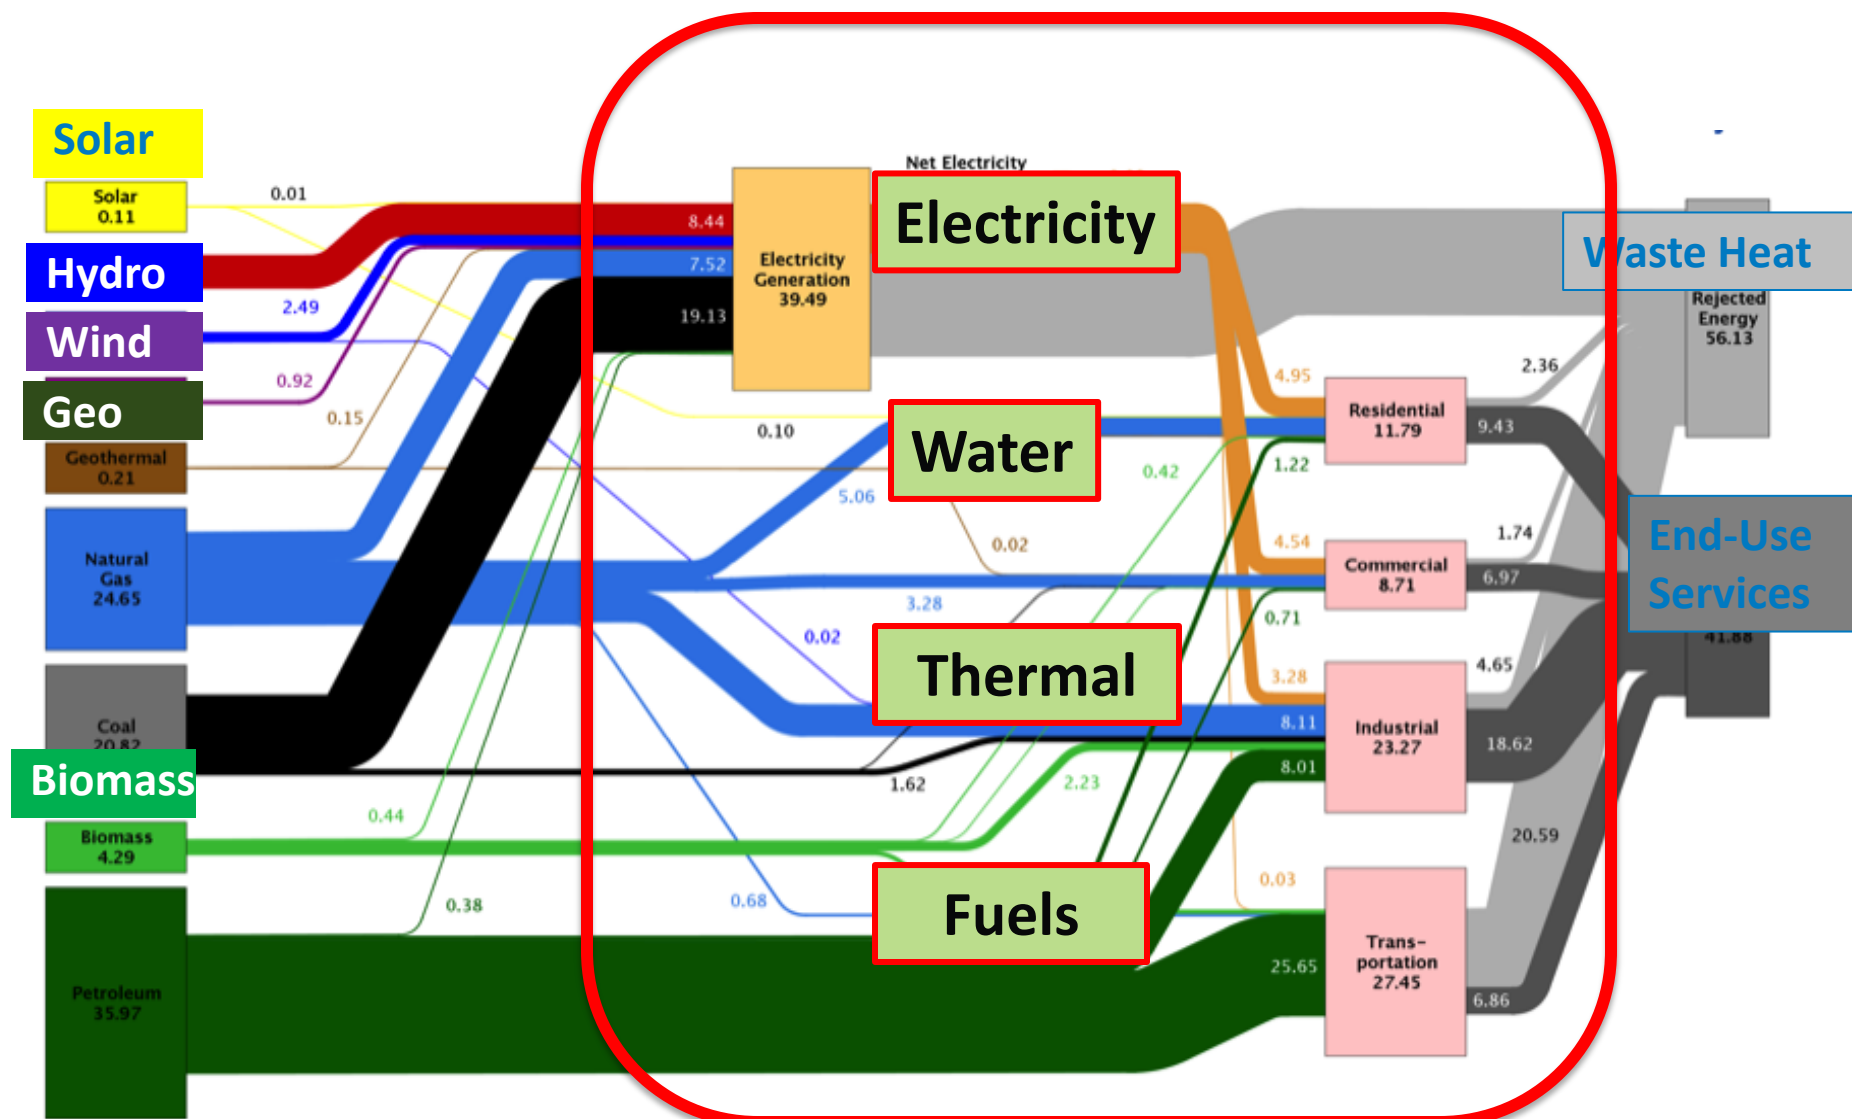 Net Electricity
Electricity
Solar
Solar
0.11
0.01
Hydro
2.49
Wind
0.92
Geo
0.15
Geothermal
0.21
Natural
Gas
24.65
Coal
20.82
Biomass
Biomass
4.29
0.44
Petroleum
35.97
0.38
8.44
7.52
19.13
Electricity
Generation
39.49
0.10
Water
5.06
0.02
3.28
0.02
Thermal
1.62
2.23
0.68
Fuels
0.42
4.95
1.22
4.54
0.71
3.28
8.11
8.01
0.03
25.65
Residential
11.79
Commercial
8.71
Industrial
23.27
Trans-
portation
27.45
2.36
9.43
1.74
6.97
4.65
18.62
20.59
6.86
Waste Heat
Rejected
Energy
56.13
End-Use
Services
41.88